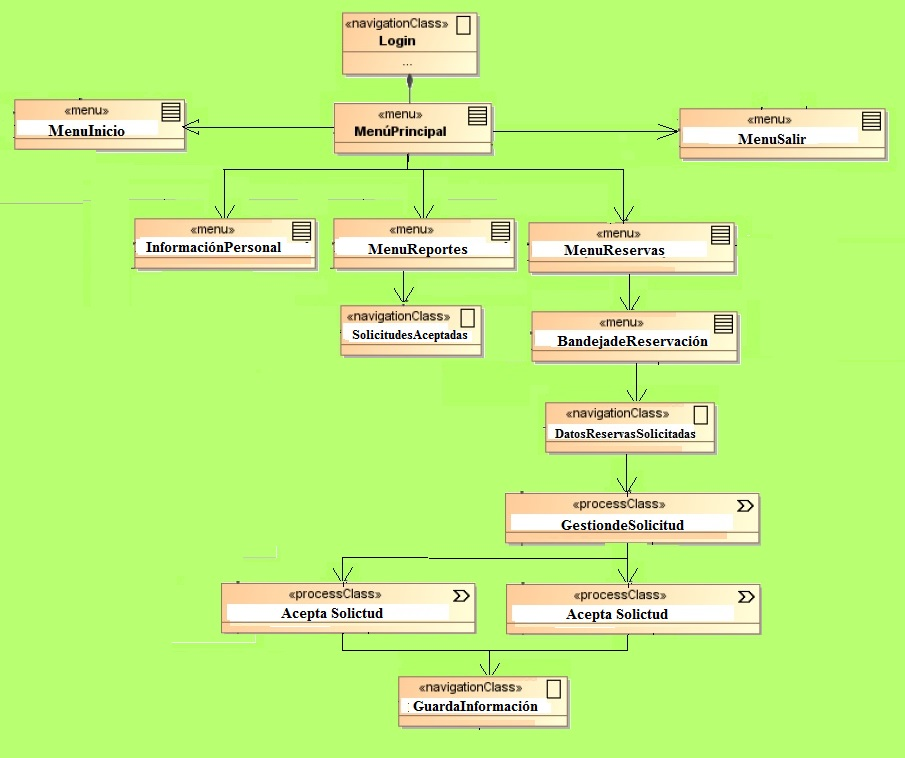 «navigationClass»
Login
...
«menu»
MenuInicio
«menu»
MenúPrincipal
«menu»
MenuSalir
«menu»
InformaciónPersonal
«menu»
MenuReportes
«menu»
MenuReservas
«navigationClass»
SolicitudesAceptadas
«menu»
BandejadeReservación
«navigationClass»
DatosReservasSolicitadas
«processClass»
GestiondeSolicitud
«processClass»
Acepta Solictud
«processClass»
Acepta Solictud
«navigationClass»
GuardaInformación